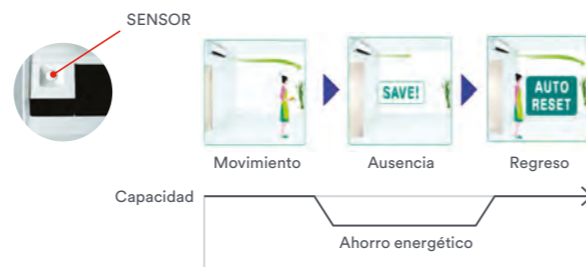 SENSOR
SAVE!
AUTO
RESET
Movimiento
Ausencia
Regreso
Capacidad
Ahorro energético